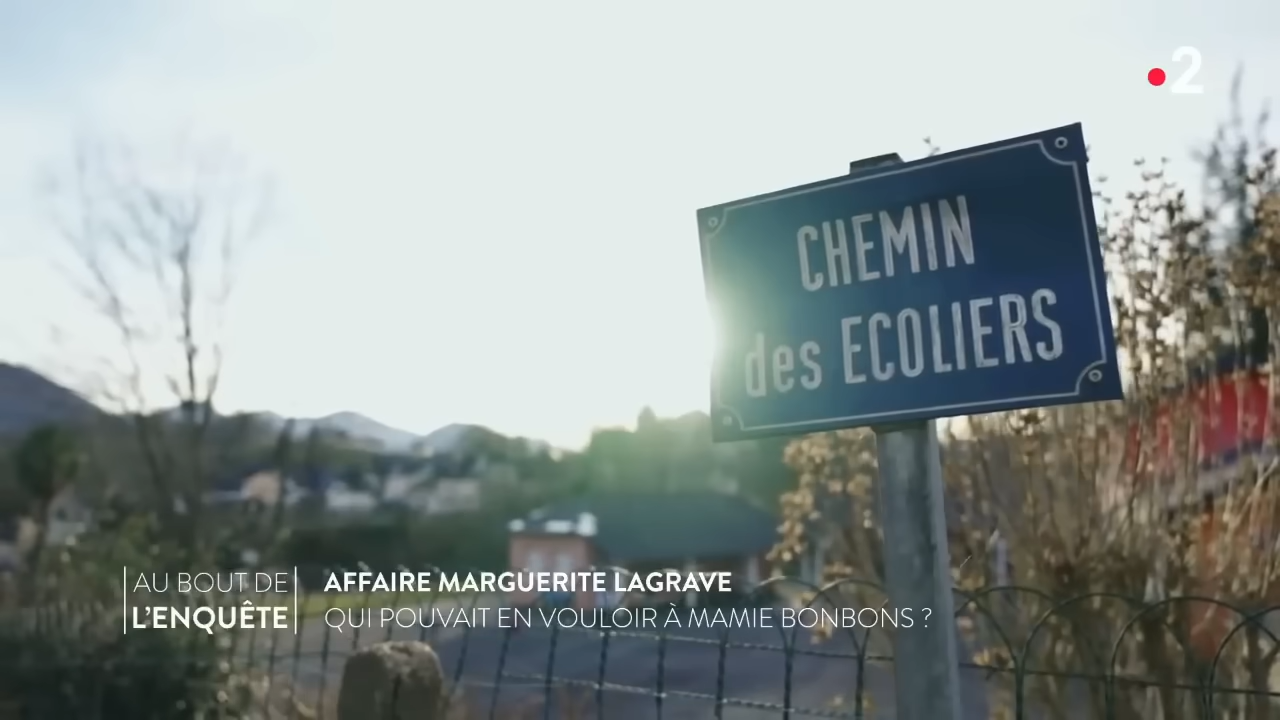 2
CHEMIN
des ECOLIERS
AU BOUT DE
L'ENQUÊTE
AFFAIRE MARGUERITE LAGRAVE
QUI POUVAIT EN VOULOIR À MAMIE BONBONS ?